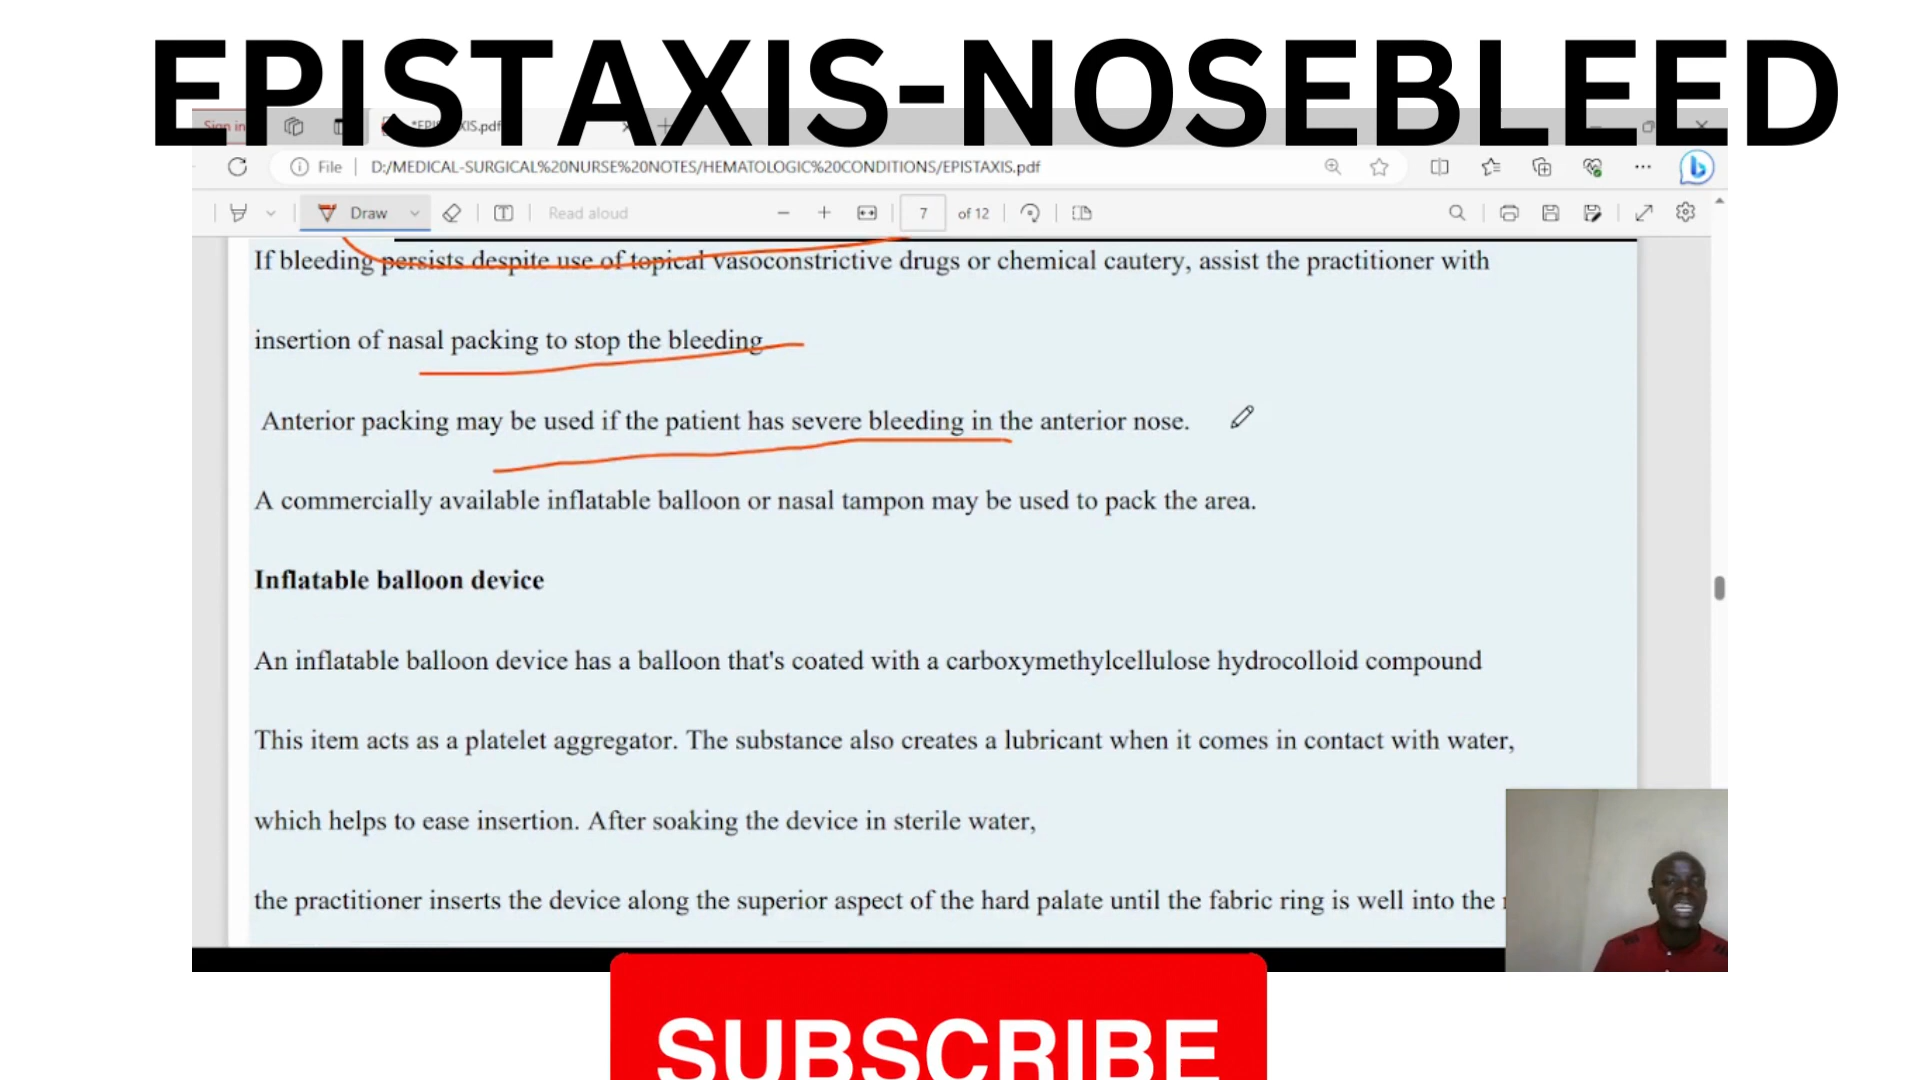 EPISTAXIS-NOSEBLEED
Sign in
File D:/MEDICAL-SURGICAL%20NURSE%20NOTES/HEMATOLOGIC%20CONDITIONS/EPISTAXIS.pdf
Draw Read aloud 7 of 12
If bleeding persists despite use of topical vasoconstrictive drugs or chemical cautery, assist the practitioner with
insertion of nasal packing to stop the bleeding
Anterior packing may be used if the patient has severe bleeding in the anterior nose.
A commercially available inflatable balloon or nasal tampon may be used to pack the area.
Inflatable balloon device
An inflatable balloon device has a balloon that's coated with a carboxymethylcellulose hydrocolloid compound
This item acts as a platelet aggregator. The substance also creates a lubricant when it comes in contact with water,
which helps to ease insertion. After soaking the device in sterile water,
the practitioner inserts the device along the superior aspect of the hard palate until the fabric ring is well into the
SUBSCRIBE